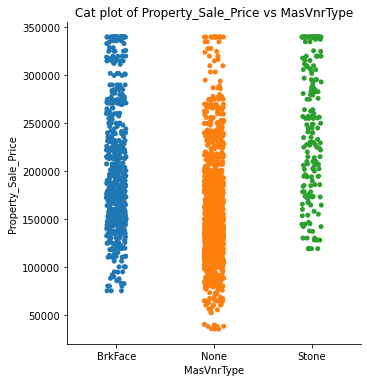 Cat plot of Property_Sale_Price vs MasVnrType
350000
300000
250000
200000
150000
100000
50000
Property_Sale_Price
BrkFace
None
Stone
MasVnrType